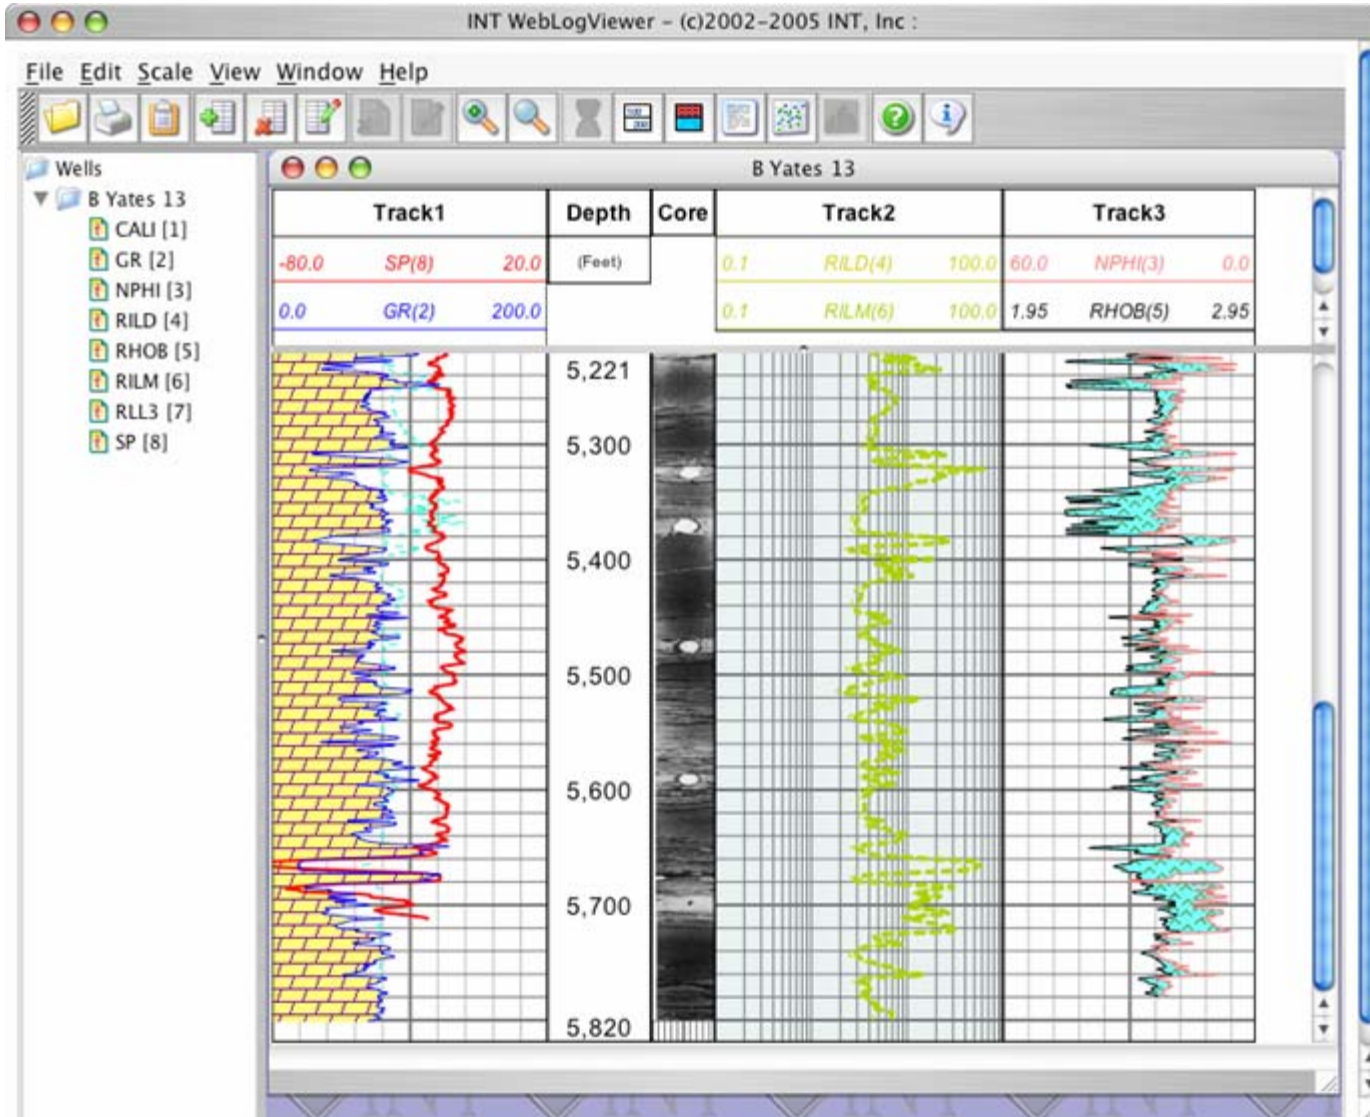 INT WebLogViewer – (c)2002–2005 INT, Inc :
File Edit Scale View Window Help
Wells
B Yates 13
CALI [1]
GR [2]
NPHI [3]
RILD [4]
RHOB [5]
RILM [6]
RLL3 [7]
SP [8]
B Yates 13
Track1 Depth Core Track2 Track3
-80.0 SP(8) 20.0 (Feet) 0.1 RILD(4) 100.0 60.0 NPHI(3) 0.0
0.0 GR(2) 200.0 0.1 RILM(6) 100.0 1.95 RHOB(5) 2.95
5,221
5,300
5,400
5,500
5,600
5,700
5,820
INT INT INT INT